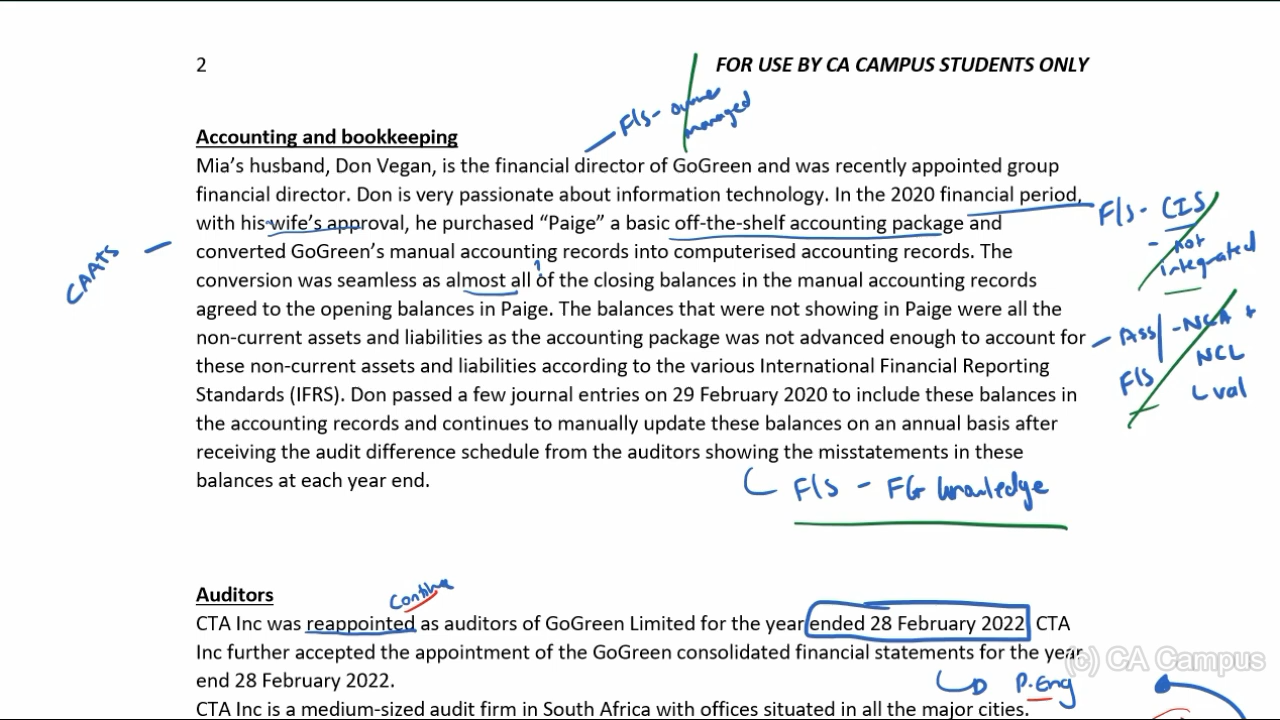 2
FOR USE BY CA CAMPUS STUDENTS ONLY
F/S - owner
managed
Accounting and bookkeeping
Mia’s husband, Don Vegan, is the financial director of GoGreen and was recently appointed group
financial director. Don is very passionate about information technology. In the 2020 financial period,
with his wife’s approval, he purchased “Paige” a basic off-the-shelf accounting package and
converted GoGreen’s manual accounting records into computerised accounting records. The
conversion was seamless as almost all of the closing balances in the manual accounting records
agreed to the opening balances in Paige. The balances that were not showing in Paige were all the
non-current assets and liabilities as the accounting package was not advanced enough to account for
these non-current assets and liabilities according to the various International Financial Reporting
Standards (IFRS). Don passed a few journal entries on 29 February 2020 to include these balances in
the accounting records and continues to manually update these balances on an annual basis after
receiving the audit difference schedule from the auditors showing the misstatements in these
balances at each year end.
CAATS
F/S - CIS
- not
integrated
Ass/ - NCA +
F/S NCL
val
F/S - FG knowledge
Auditors
Continue
CTA Inc was reappointed as auditors of GoGreen Limited for the year ended 28 February 2022. CTA
Inc further accepted the appointment of the GoGreen consolidated financial statements for the year
end 28 February 2022.
P.Eng
CTA Inc is a medium-sized audit firm in South Africa with offices situated in all the major cities.
(c) CA Campus